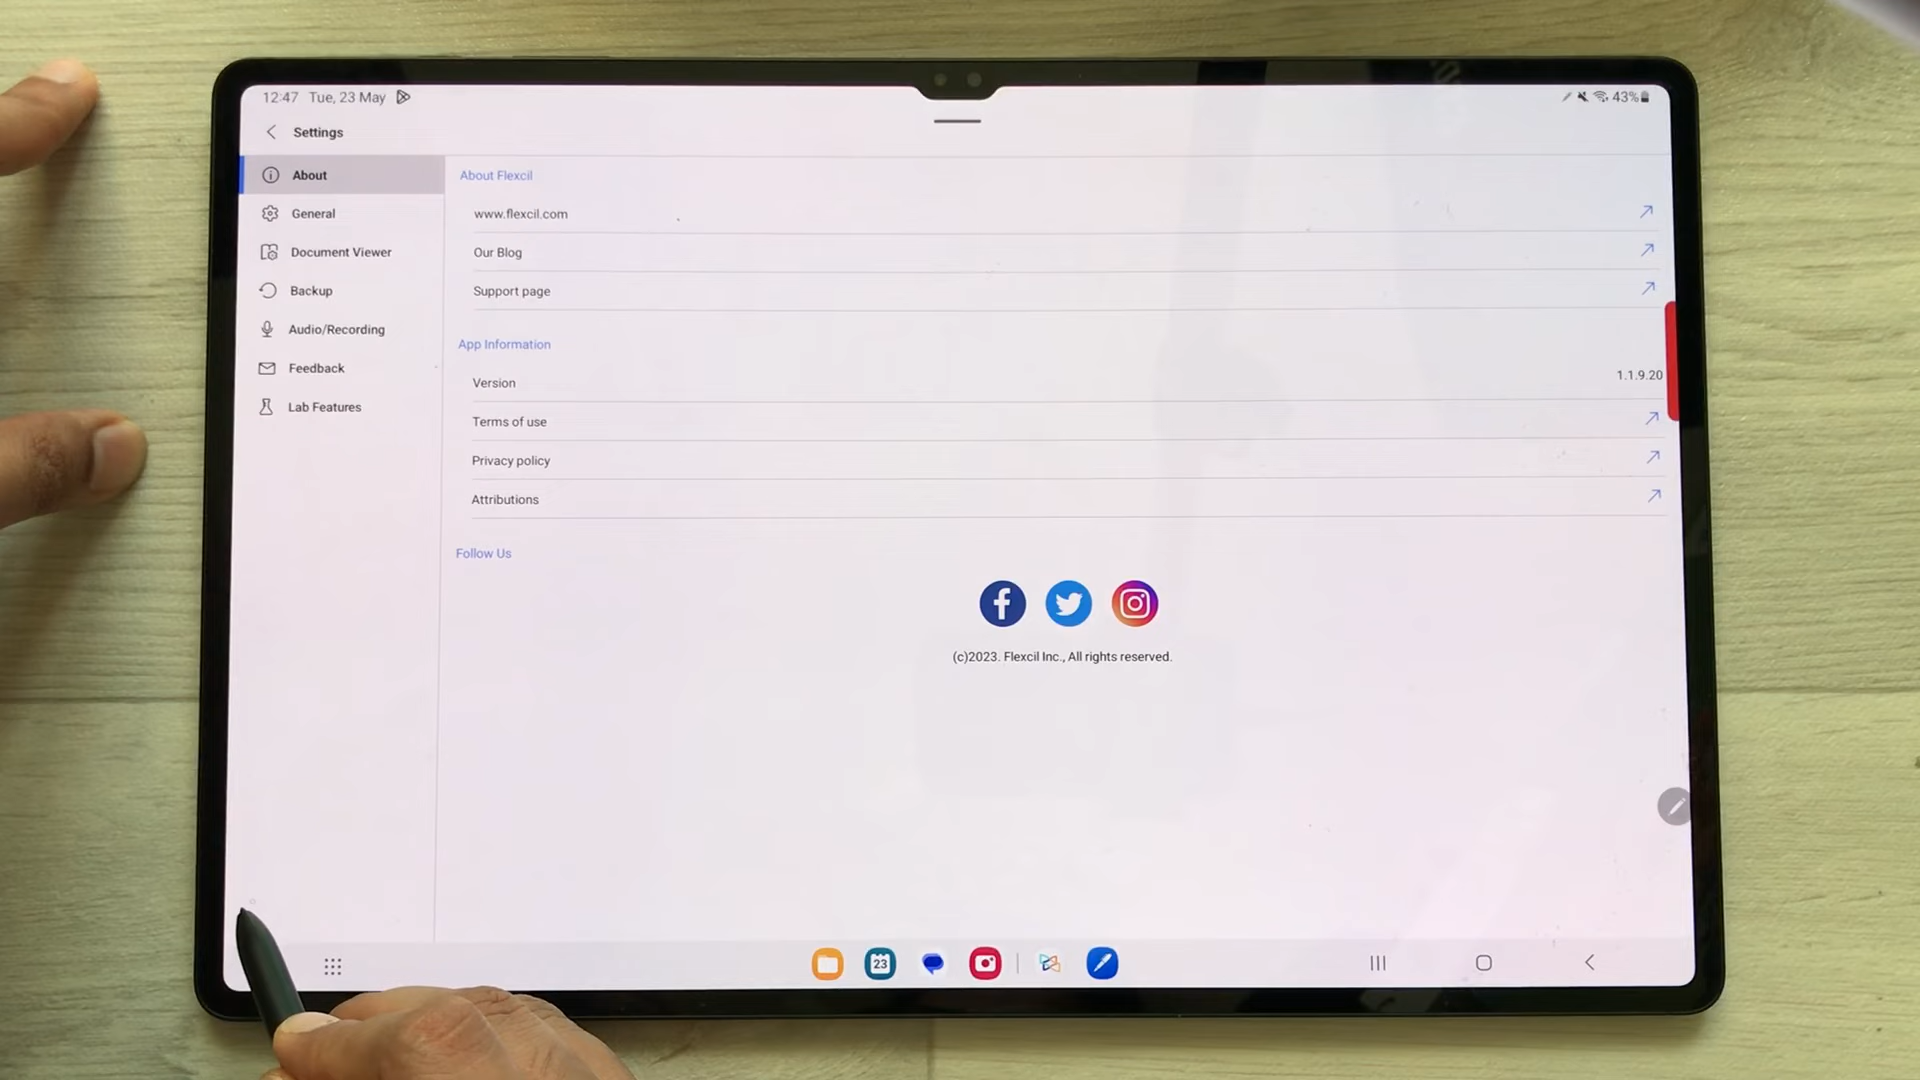 12:47 Tue, 23 May 43%
Settings
About
General
Document Viewer
Backup
Audio/Recording
Feedback
Lab Features
About Flexcil
www.flexcil.com
Our Blog
Support page
App Information
Version 1.1.9.20
Terms of use
Privacy policy
Attributions
Follow Us
(c)2023. Flexcil Inc., All rights reserved.
23